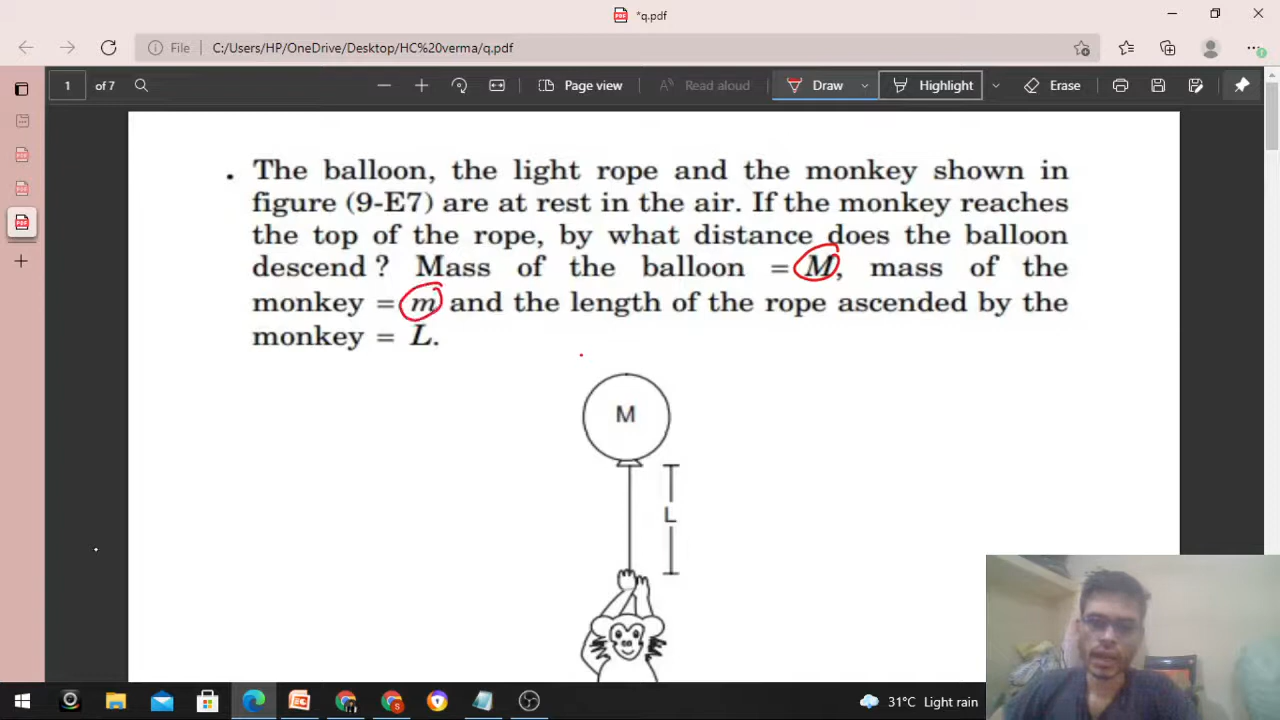 *q.pdf
File C:/Users/HP/OneDrive/Desktop/HC%20verma/q.pdf
1 of 7 Page view Read aloud Draw Highlight Erase
. The balloon, the light rope and the monkey shown in
figure (9-E7) are at rest in the air. If the monkey reaches
the top of the rope, by what distance does the balloon
descend ? Mass of the balloon = M, mass of the
monkey = m and the length of the rope ascended by the
monkey = L.
M
L
31°C Light rain